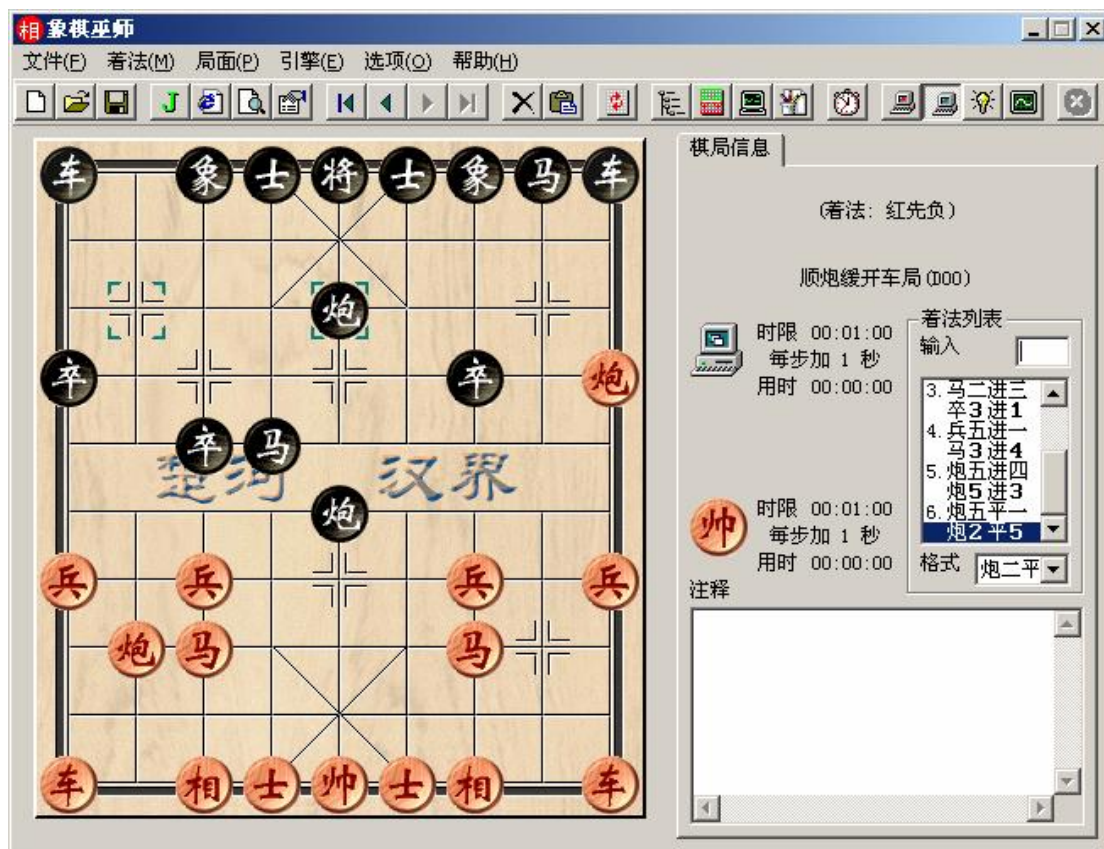 相 象棋巫师
文件(F) 着法(M) 局面(P) 引擎(E) 选项(O) 帮助(H)
棋局信息
(着法: 红先负)
顺炮缓开车局(D00)
时限 00:01:00
每步加 1 秒
用时 00:00:00
着法列表
输入
3. 马二进三
卒3进1
4. 兵五进一
马3进4
5. 炮五进四
炮5进3
6. 炮五平一
炮2平5
格式 炮二平
帅
时限 00:01:00
每步加 1 秒
用时 00:00:00
注释
车 象 士 将 士 象 马 车
炮
卒 卒 炮
卒 马
楚河 汉界
炮
兵 兵 兵 兵
炮 马 马
车 相 士 帅 士 相 车